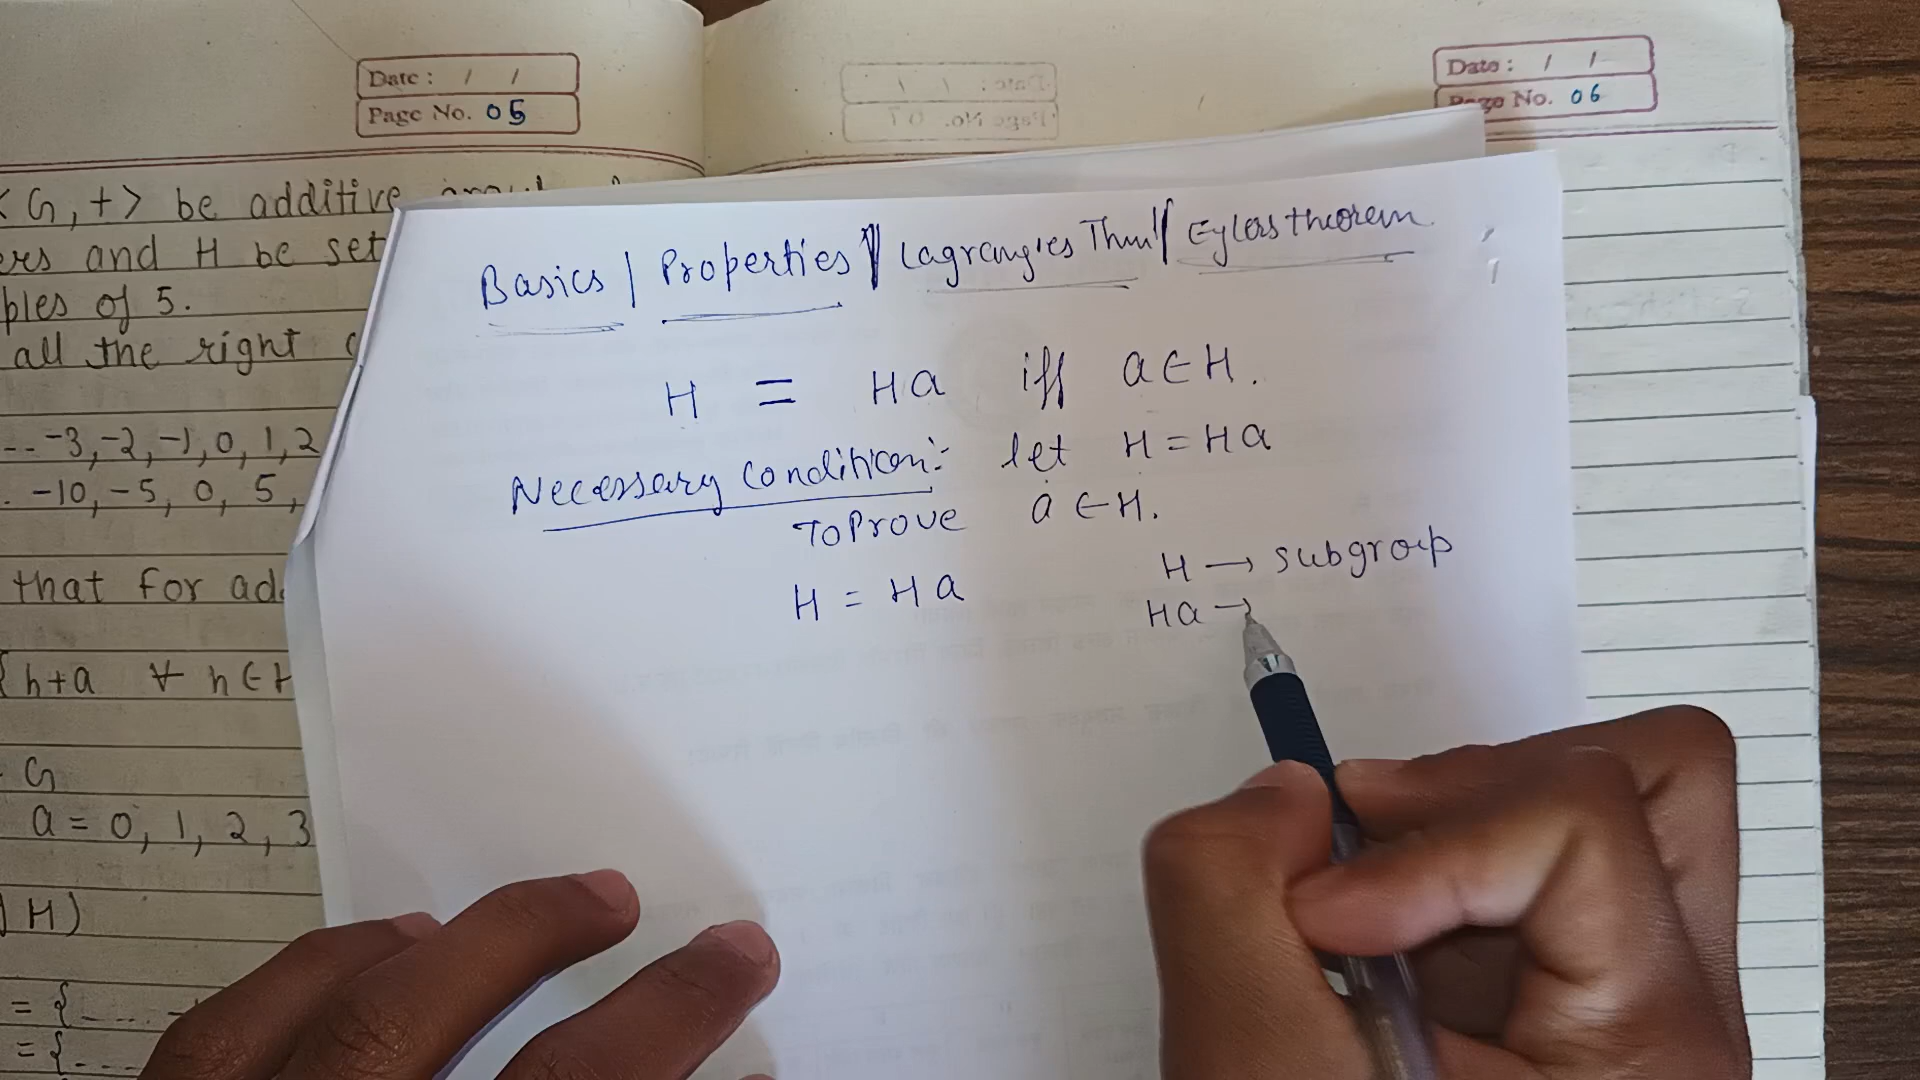 Date : / /
Page No. 05
<G, +> be additive
ers and H be set
ples of 5.
all the right
-- -3, -2, -1, 0, 1, 2
. -10, -5, 0, 5,
that for add
{h+a ∀ h∈H
G
a = 0, 1, 2, 3
H)
= {.....
= {...
Date : / /
Page No. 06
Basics | Properties || Lagrangies Thm || Eylers theorem
H = Ha iff a∈H.
Necessary Condition:- let H = Ha
To Prove a ∈ H.
H → subgroup
H = Ha
Ha →